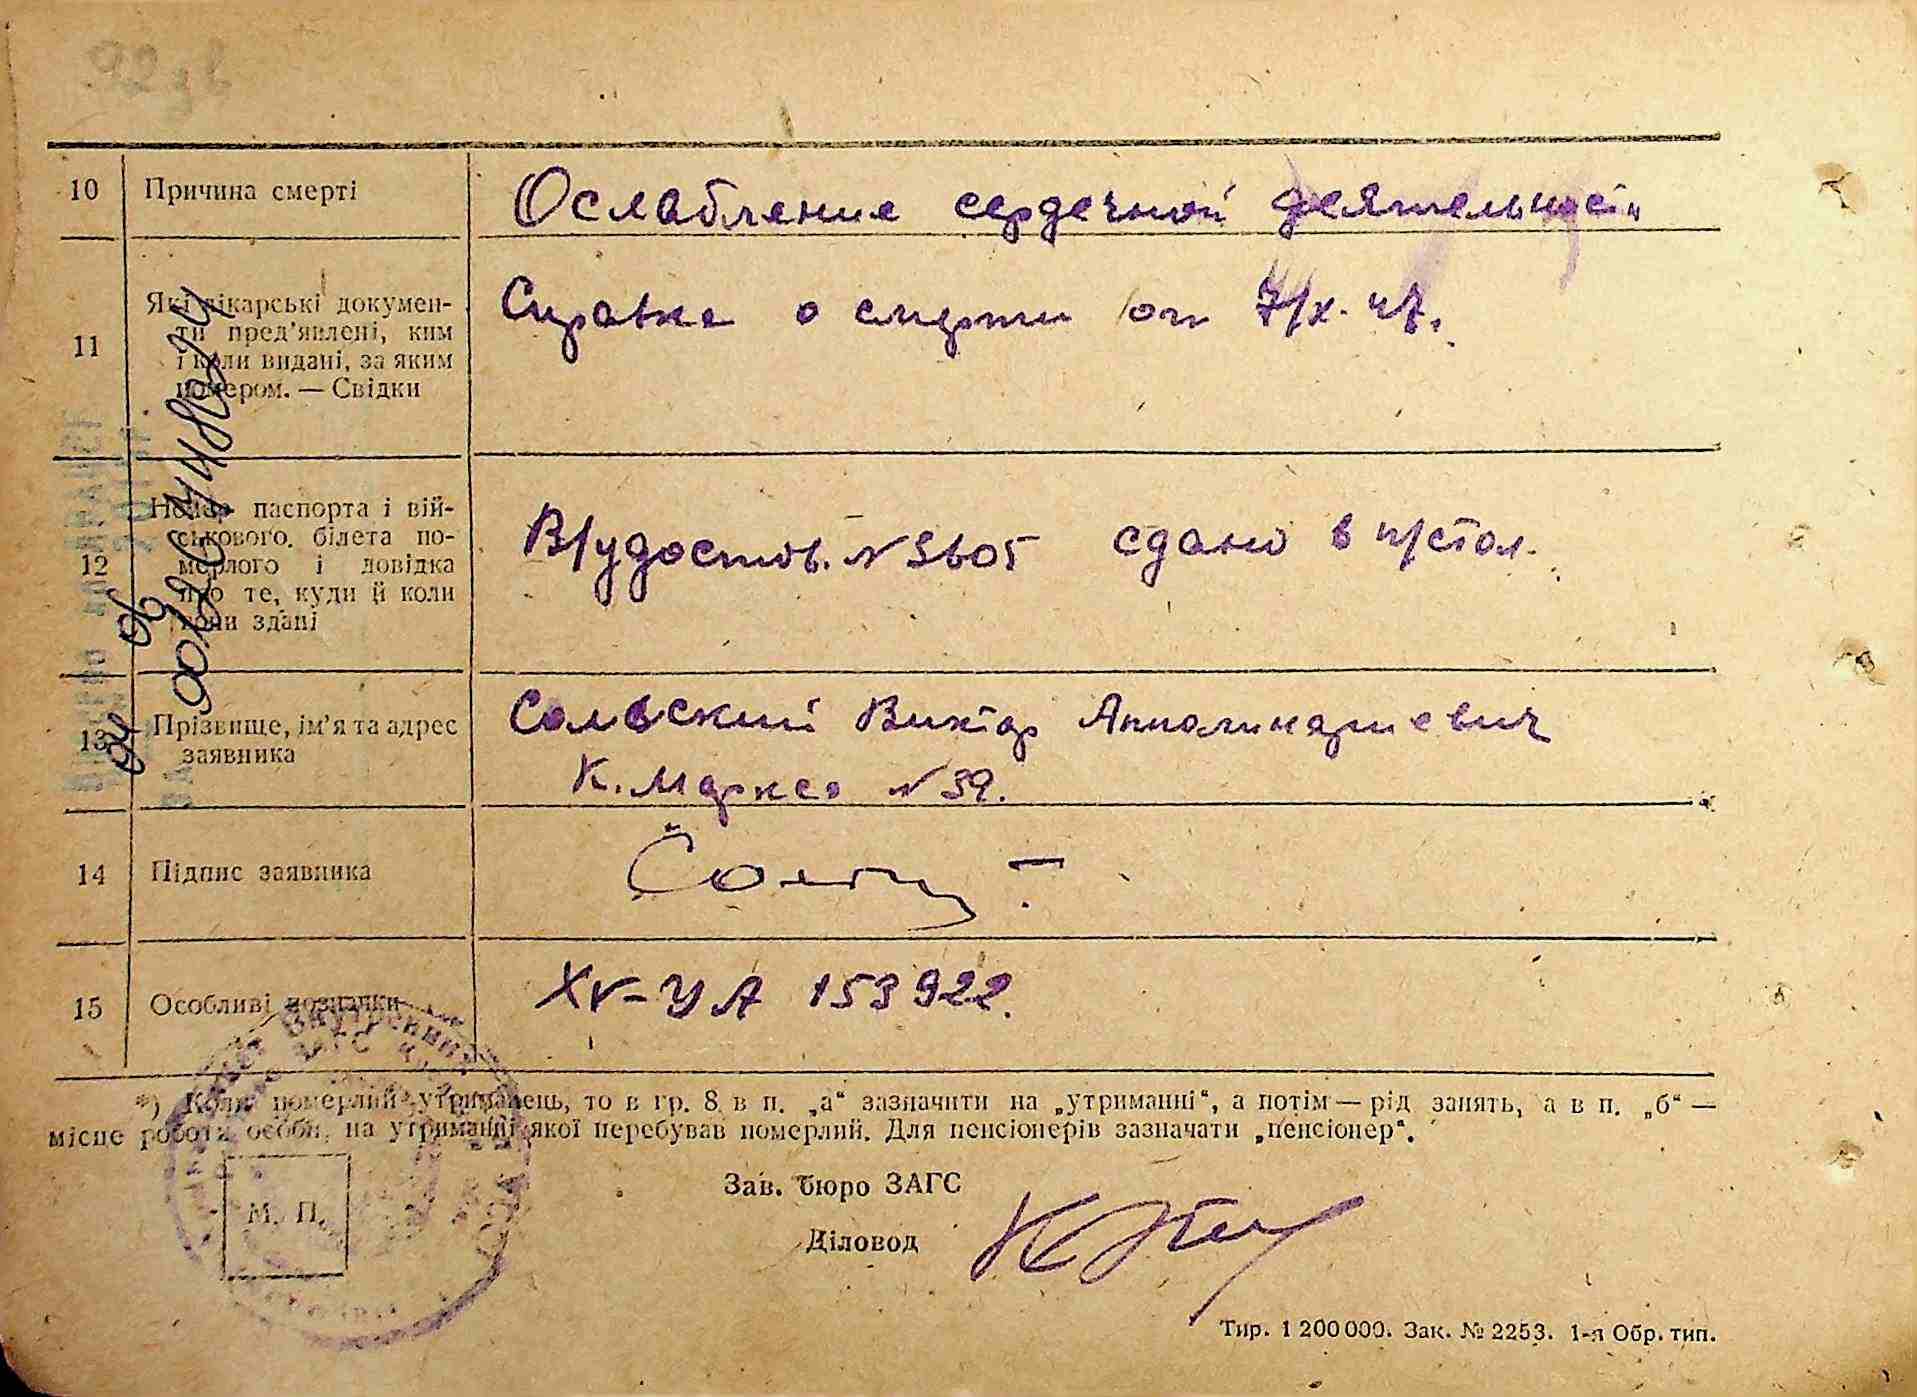 10 Причина смерті Ослабление сердечной деятельности
11 Які лікарські докумен-
ти пред'явлені, ким
і коли видані, за яким
номером. — Свідки
Справка о смерти от 7/X-47.
12 Номер паспорта і вій-
ськового. білета по-
мерлого і довідка
про те, куди й коли
вони здані
В/удостов. № 3605 сдано в п/стол.
13 Прізвище, ім'я та адрес
заявника
Сольский Виктор Апполинариевич
К. Маркса № 39.
14 Підпис заявника
15 Особливі позначки XV-УА 153922.
*) Коли померлий утриманець, то в гр. 8 в п. „а“ зазначити на „утриманні“, а потім — рід занять, а в п. „б“ —
місце роботи особи, на утриманні якої перебував померлий. Для пенсіонерів зазначати „пенсіонер“.
Зав. бюро ЗАГС
М. П.
Діловод
Тир. 1 200 000. Зак. № 2253. 1-я Обр. тип.